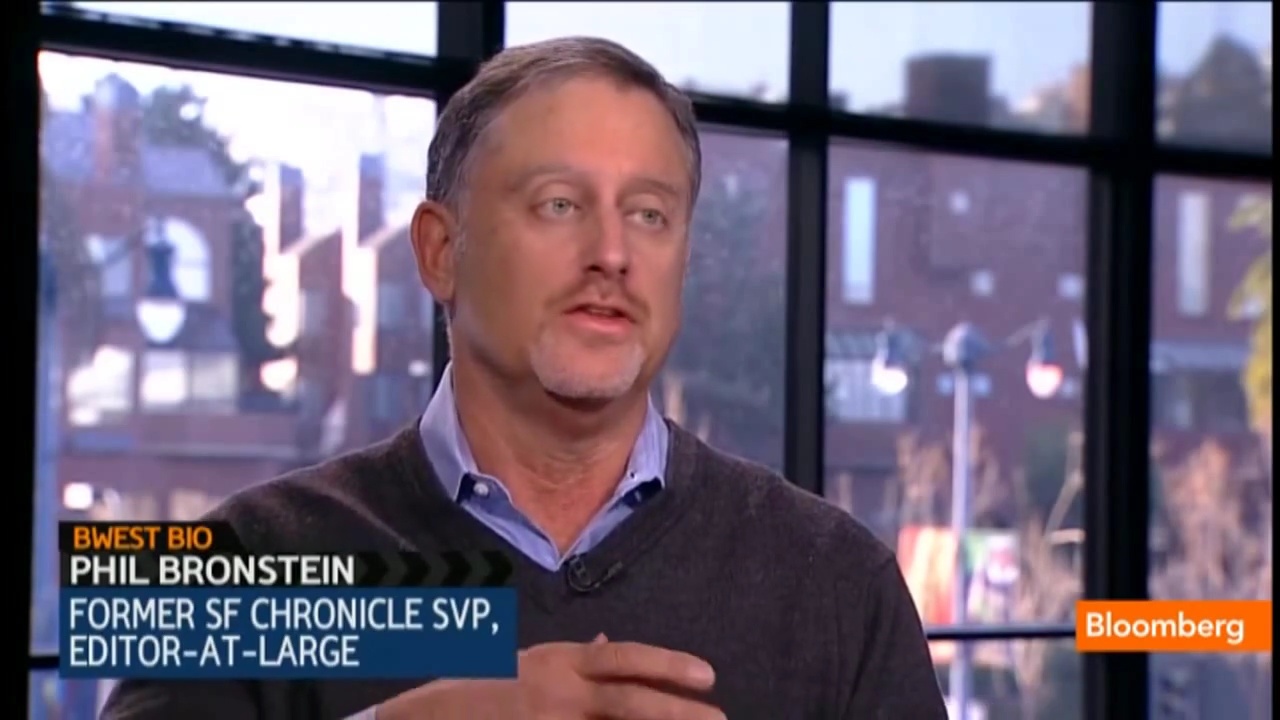 BWEST BIO
PHIL BRONSTEIN
FORMER SF CHRONICLE SVP,
EDITOR-AT-LARGE
Bloomberg